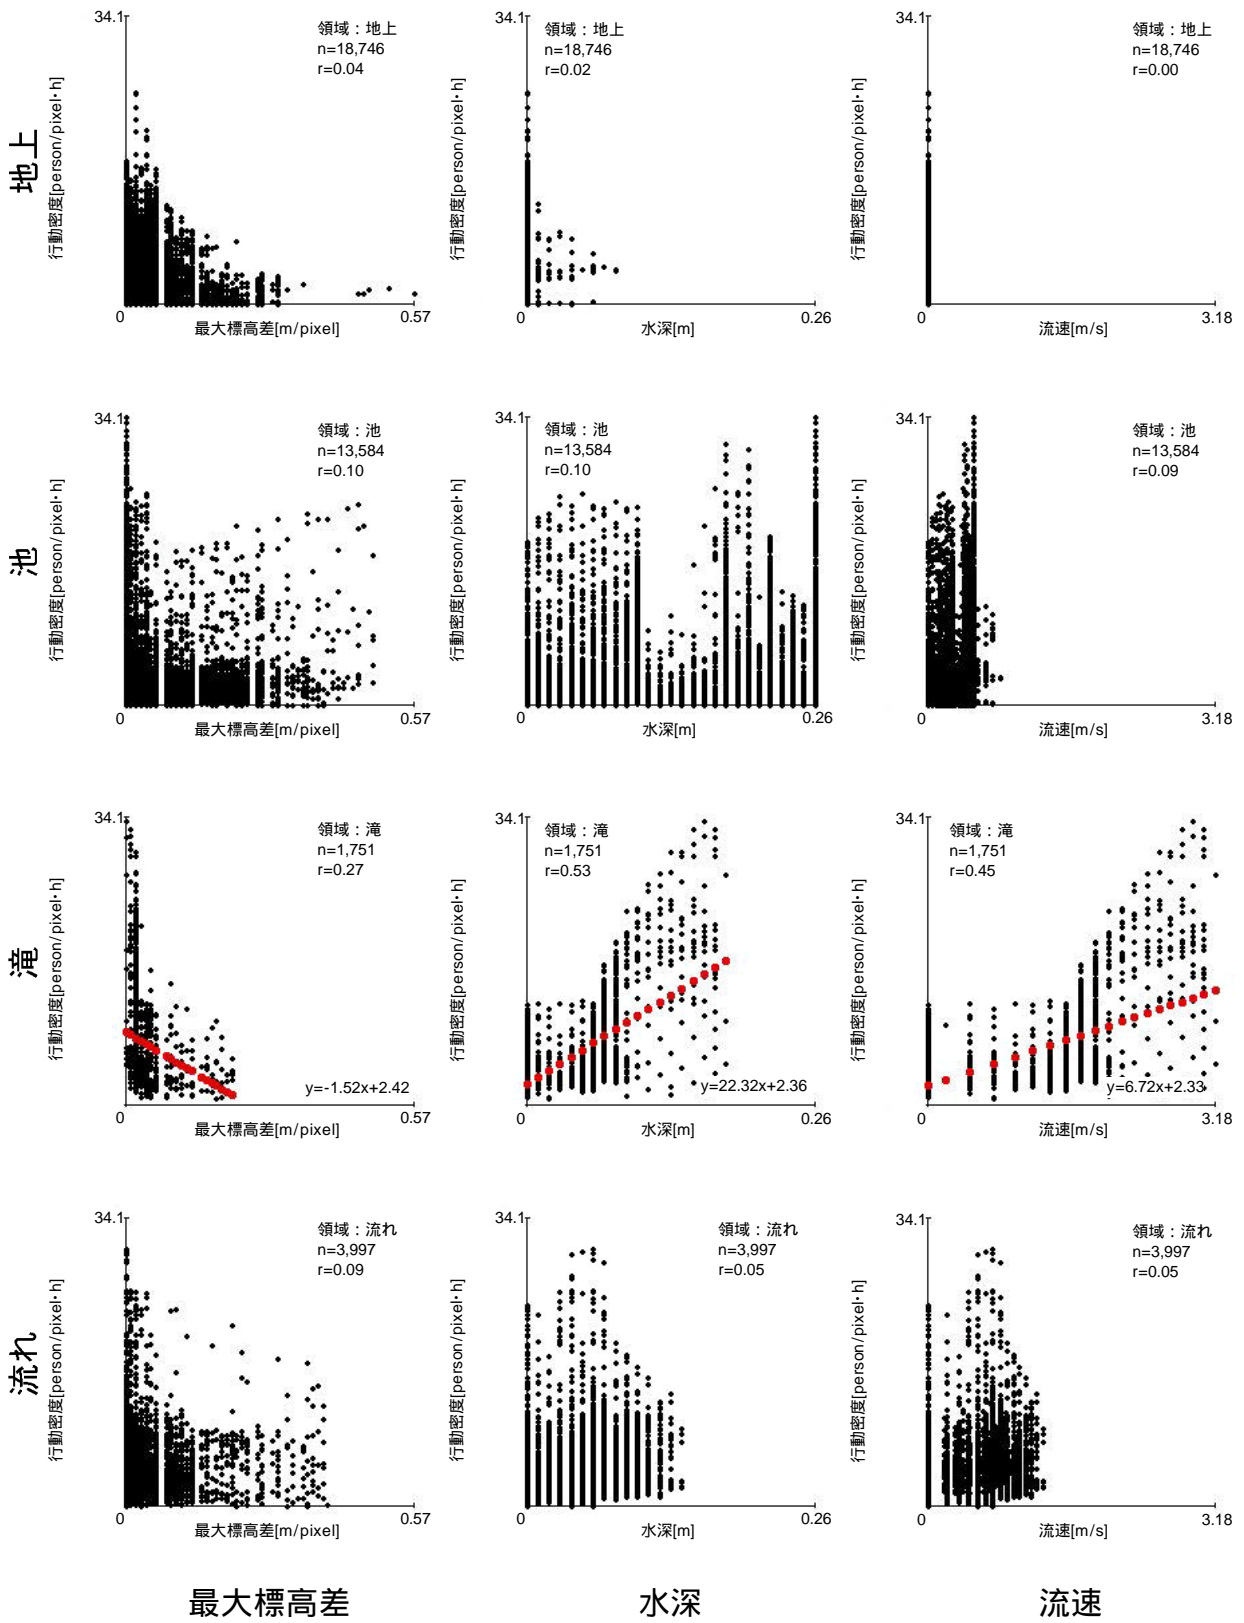 地上
行動密度[person/pixel・h]
34.1
領域：地上
n=18,746
r=0.04
0
0.57
最大標高差[m/pixel]
行動密度[person/pixel・h]
34.1
領域：地上
n=18,746
r=0.02
0
0.26
水深[m]
行動密度[person/pixel・h]
34.1
領域：地上
n=18,746
r=0.00
0
3.18
流速[m/s]
池
行動密度[person/pixel・h]
34.1
領域：池
n=13,584
r=0.10
0
0.57
最大標高差[m/pixel]
行動密度[person/pixel・h]
34.1
領域：池
n=13,584
r=0.10
0
0.26
水深[m]
行動密度[person/pixel・h]
34.1
領域：池
n=13,584
r=0.09
0
3.18
流速[m/s]
滝
行動密度[person/pixel・h]
34.1
領域：滝
n=1,751
r=0.27
y=-1.52x+2.42
0
0.57
最大標高差[m/pixel]
行動密度[person/pixel・h]
34.1
領域：滝
n=1,751
r=0.53
y=22.32x+2.36
0
0.26
水深[m]
行動密度[person/pixel・h]
34.1
領域：滝
n=1,751
r=0.45
y=6.72x+2.33
0
3.18
流速[m/s]
流れ
行動密度[person/pixel・h]
34.1
領域：流れ
n=3,997
r=0.09
0
0.57
最大標高差[m/pixel]
行動密度[person/pixel・h]
34.1
領域：流れ
n=3,997
r=0.05
0
0.26
水深[m]
行動密度[person/pixel・h]
34.1
領域：流れ
n=3,997
r=0.05
0
3.18
流速[m/s]
最大標高差
水深
流速